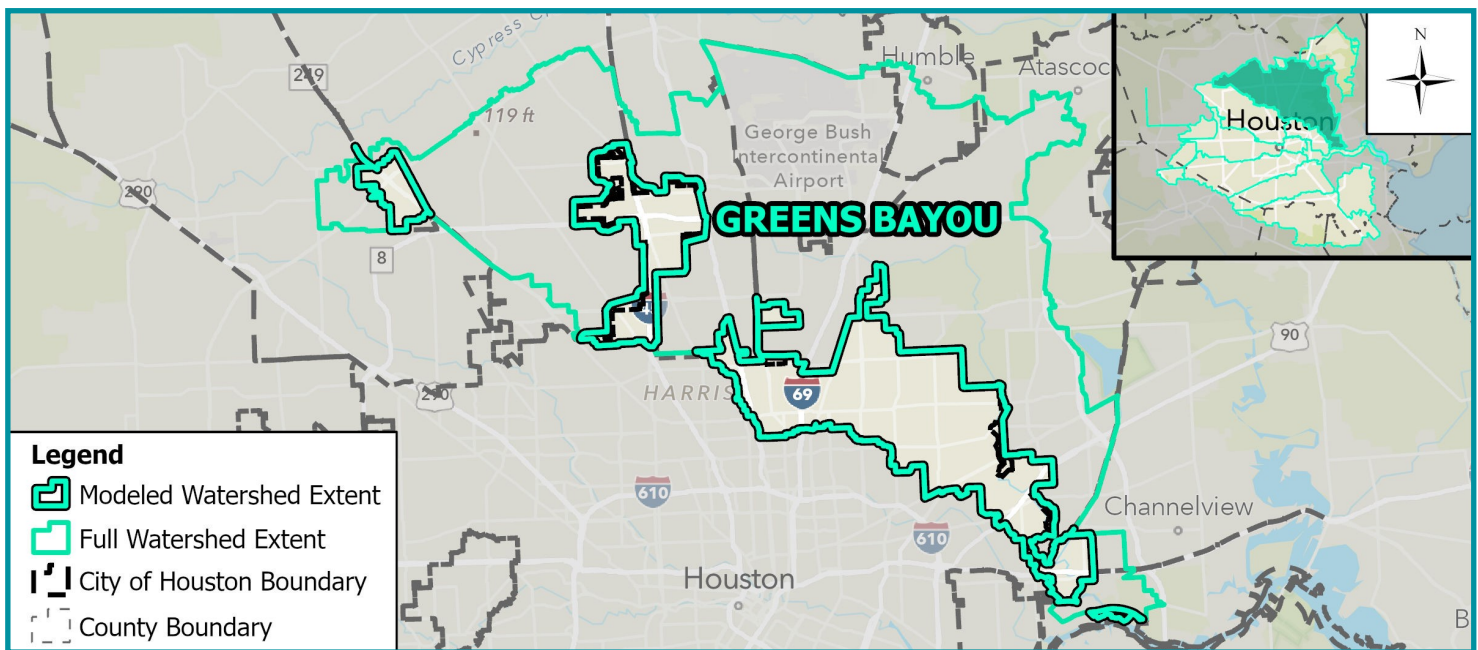 Cypress C
Humble
Atascoc
249
119 ft
George Bush
Intercontinental
Airport
Houston
N
290
GREENS BAYOU
8
90
HARRIS
69
290
610
Channelview
610
Houston
B
Legend
Modeled Watershed Extent
Full Watershed Extent
City of Houston Boundary
County Boundary